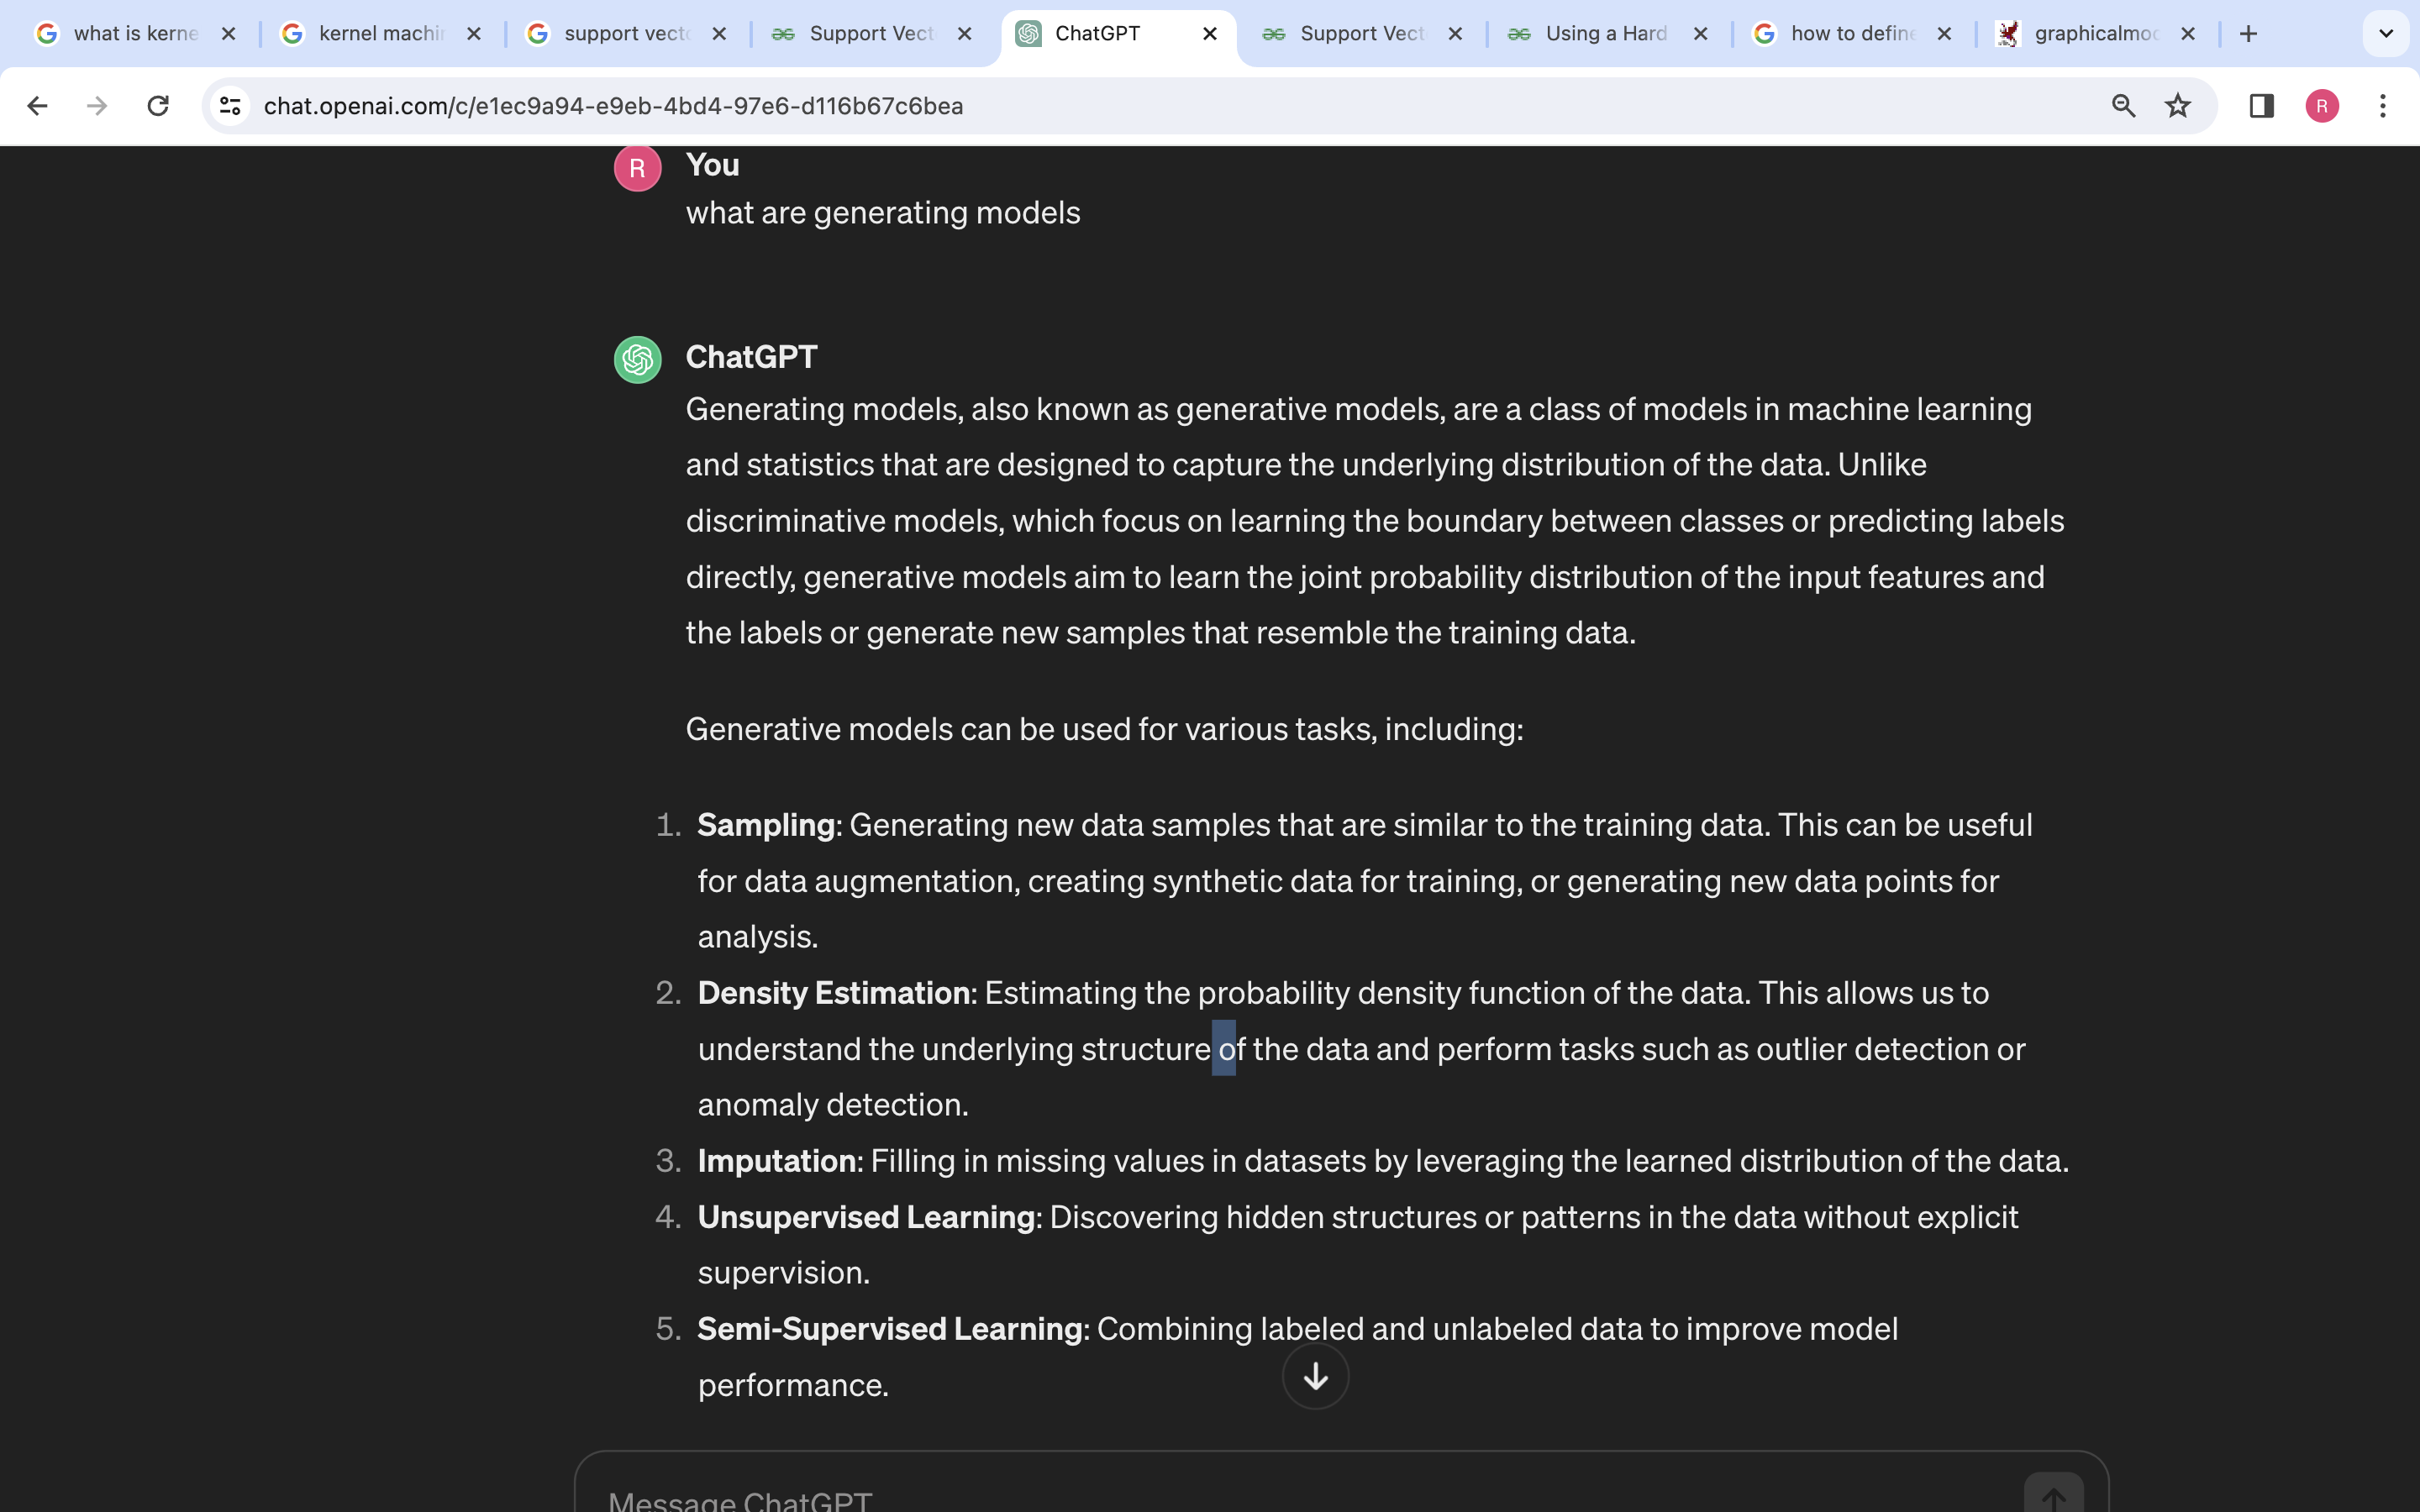 what is kerne
kernel machi
support vect
Support Vect
ChatGPT
Support Vect
Using a Hard
how to define
graphicalmo
chat.openai.com/c/e1ec9a94-e9eb-4bd4-97e6-d116b67c6bea
R
R
You
what are generating models
ChatGPT
Generating models, also known as generative models, are a class of models in machine learning
and statistics that are designed to capture the underlying distribution of the data. Unlike
discriminative models, which focus on learning the boundary between classes or predicting labels
directly, generative models aim to learn the joint probability distribution of the input features and
the labels or generate new samples that resemble the training data.
Generative models can be used for various tasks, including:
1. Sampling: Generating new data samples that are similar to the training data. This can be useful
for data augmentation, creating synthetic data for training, or generating new data points for
analysis.
2. Density Estimation: Estimating the probability density function of the data. This allows us to
understand the underlying structure of the data and perform tasks such as outlier detection or
anomaly detection.
3. Imputation: Filling in missing values in datasets by leveraging the learned distribution of the data.
4. Unsupervised Learning: Discovering hidden structures or patterns in the data without explicit
supervision.
5. Semi-Supervised Learning: Combining labeled and unlabeled data to improve model
performance.
Message ChatGPT